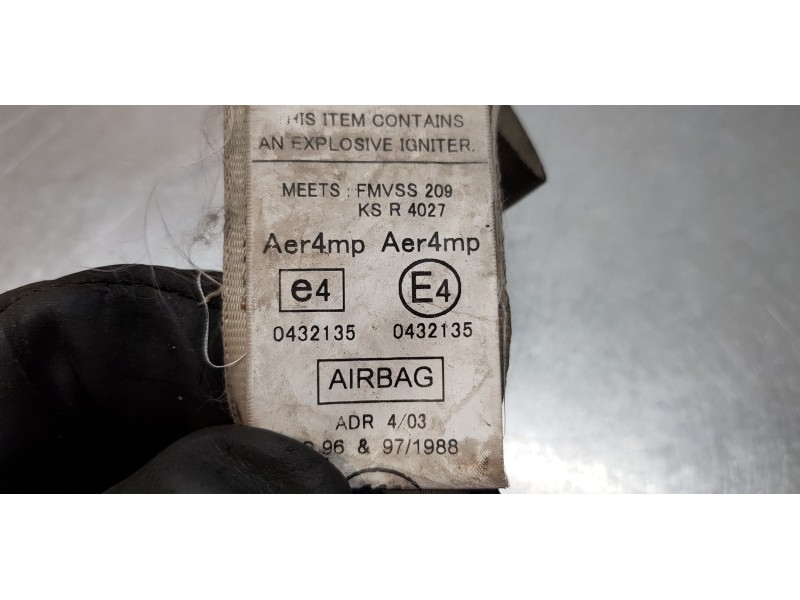 THIS ITEM CONTAINS
AN EXPLOSIVE IGNITER.
MEETS : FMVSS 209
KS R 4027
Aer4mp Aer4mp
e4 E4
0432135 0432135
AIRBAG
ADR 4/03
96 & 97/1988